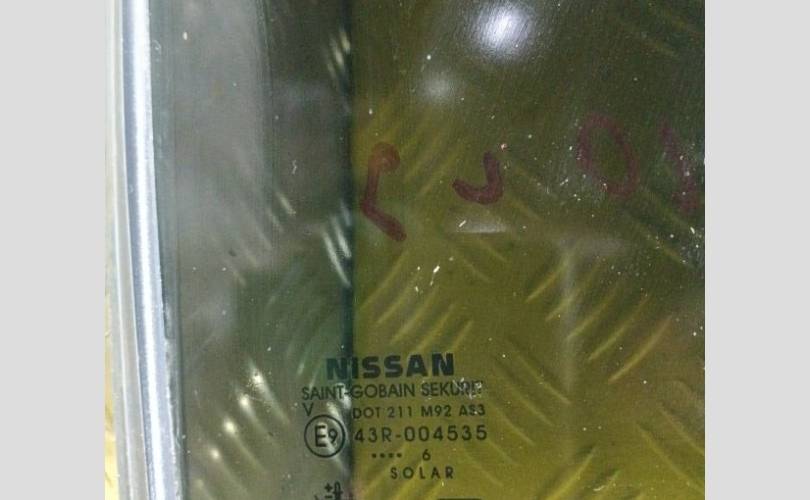 NISSAN
SAINT-GOBAIN SEKURIT
V DOT 211 M92 AS3
E9 43R-004535
•••• 6
SOLAR